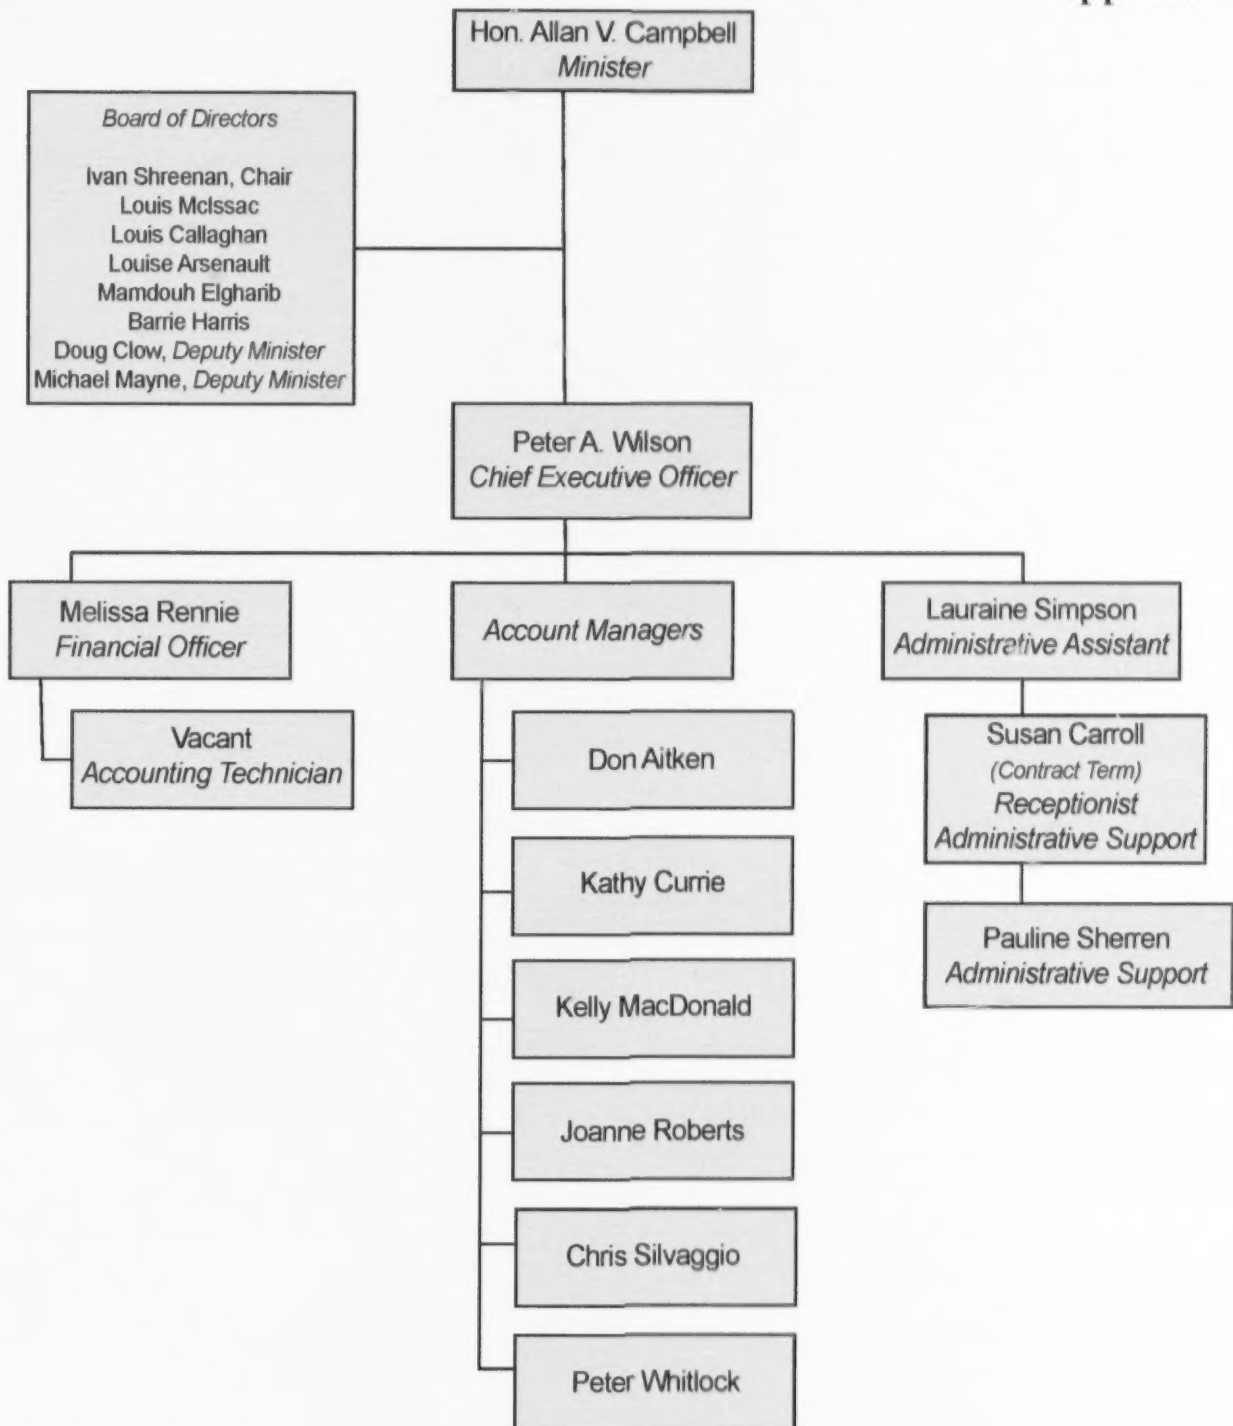 Hon. Allan V. Campbell
Minister
Board of Directors
Ivan Shreenan, Chair
Louis McIssac
Louis Callaghan
Louise Arsenault
Mamdouh Elgharib
Barrie Harris
Doug Clow, Deputy Minister
Michael Mayne, Deputy Minister
Peter A. Wilson
Chief Executive Officer
Melissa Rennie
Financial Officer
Vacant
Accounting Technician
Account Managers
Don Aitken
Kathy Currie
Kelly MacDonald
Joanne Roberts
Chris Silvaggio
Peter Whitlock
Lauraine Simpson
Administrative Assistant
Susan Carroll
(Contract Term)
Receptionist
Administrative Support
Pauline Sherren
Administrative Support